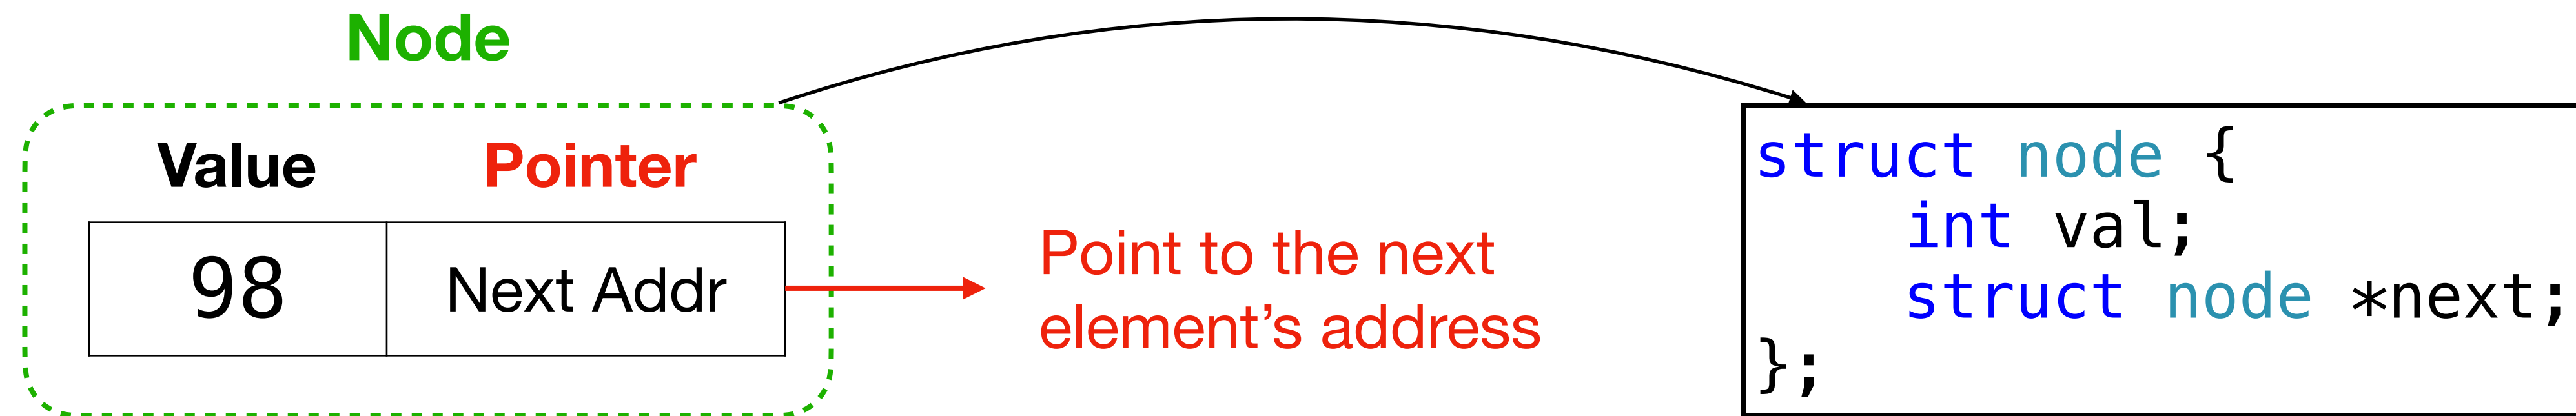 Node
Value Pointer
98 Next Addr
Point to the next
element’s address
struct node {
    int val;
    struct node *next;
};